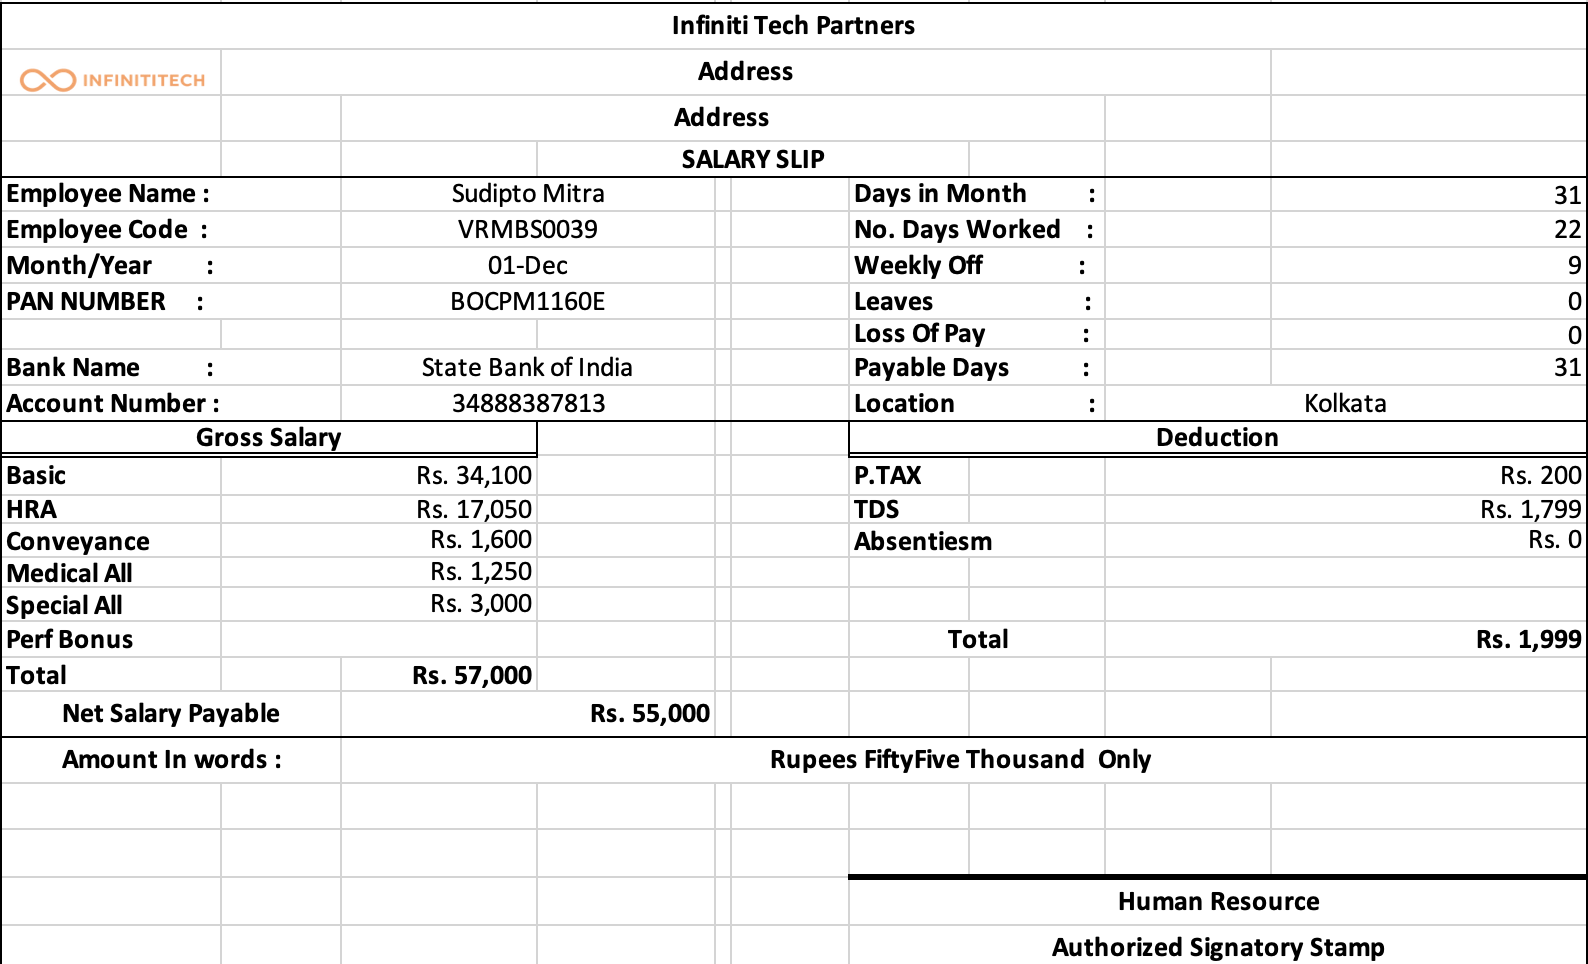 Infiniti Tech Partners
INFINITITECH
Address
Address
SALARY SLIP
Employee Name : Sudipto Mitra Days in Month : 31
Employee Code : VRMBS0039 No. Days Worked : 22
Month/Year : 01-Dec Weekly Off : 9
PAN NUMBER : BOCPM1160E Leaves : 0
Loss Of Pay : 0
Bank Name : State Bank of India Payable Days : 31
Account Number : 34888387813 Location : Kolkata
Gross Salary Deduction
Basic Rs. 34,100 P.TAX Rs. 200
HRA Rs. 17,050 TDS Rs. 1,799
Conveyance Rs. 1,600 Absentiesm Rs. 0
Medical All Rs. 1,250
Special All Rs. 3,000
Perf Bonus Total Rs. 1,999
Total Rs. 57,000
Net Salary Payable Rs. 55,000
Amount In words : Rupees FiftyFive Thousand Only
Human Resource
Authorized Signatory Stamp